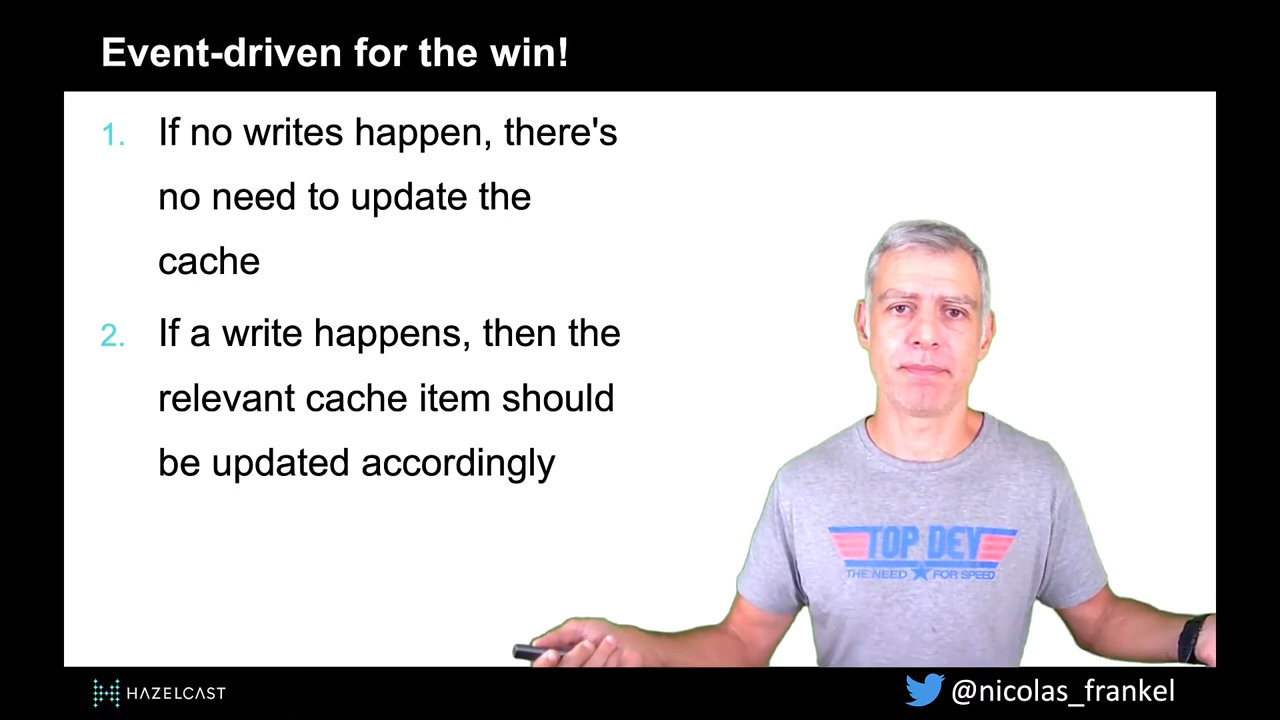 Event-driven for the win!
1. If no writes happen, there's
no need to update the
cache
2. If a write happens, then the
relevant cache item should
be updated accordingly
TOP DEV
THE NEED FOR SPEED
HAZELCAST
@nicolas_frankel